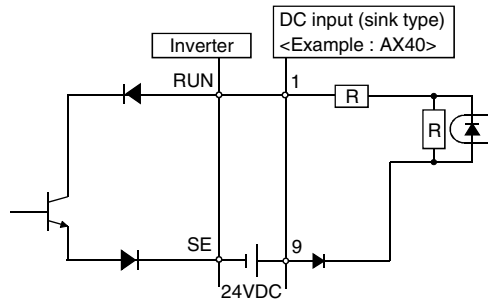 Inverter
DC input (sink type)
<Example : AX40>
RUN
1
R
R
SE
9
24VDC